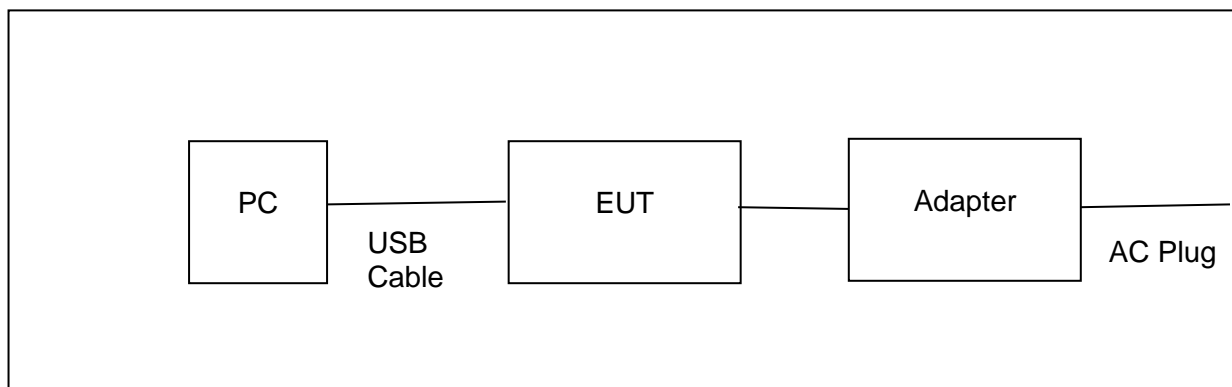 PC
USB
Cable
EUT
Adapter
AC Plug